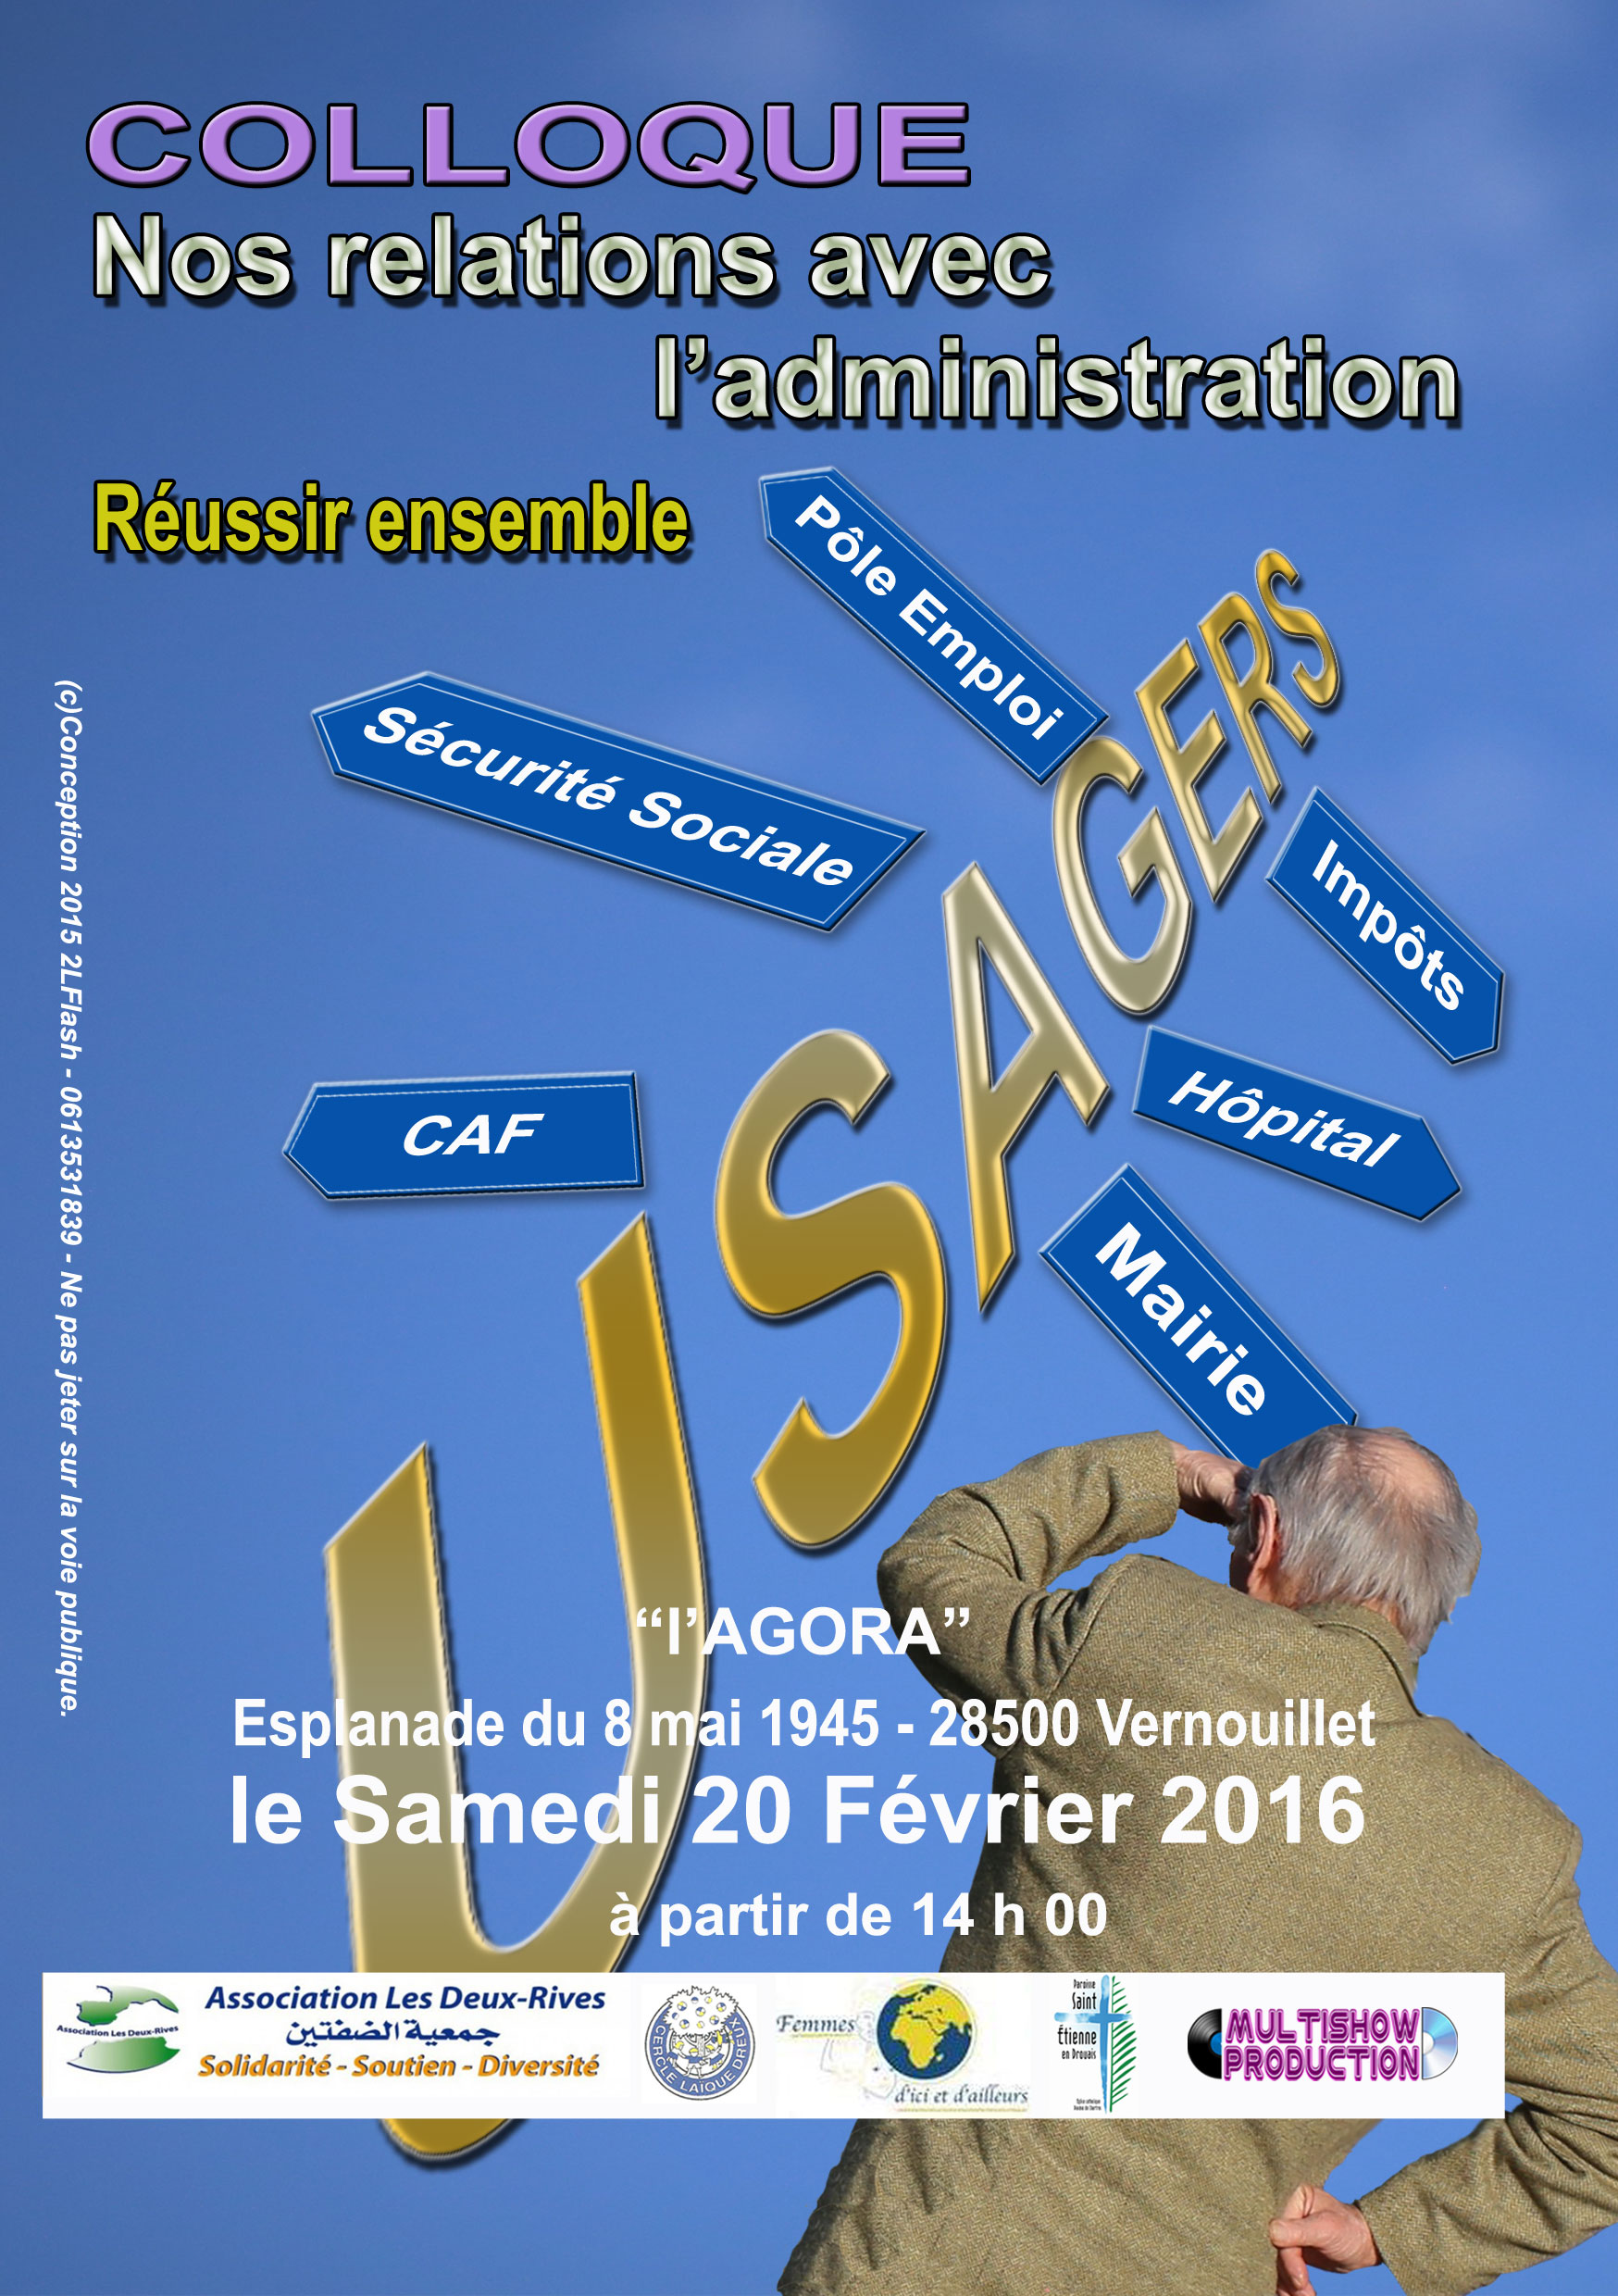 COLLOQUE
Nos relations avec
l’administration
Réussir ensemble
Pôle Emploi
Sécurité Sociale
USAGERS
Impôts
Hôpital
CAF
Mairie
(c)Conception 2015 2LFlash - 0613531839 - Ne pas jeter sur la voie publique.
“l’AGORA”
Esplanade du 8 mai 1945 - 28500 Vernouillet
le Samedi 20 Février 2016
à partir de 14 h 00
Association Les Deux-Rives
Association Les Deux-Rives
جمعية الضفتين
Solidarité - Soutien - Diversité
CERCLE LAÏQUE DREUX
Femmes
d'ici et d'ailleurs
Paroisse
Saint
Étienne
en Drouais
MULTISHOW
PRODUCTION